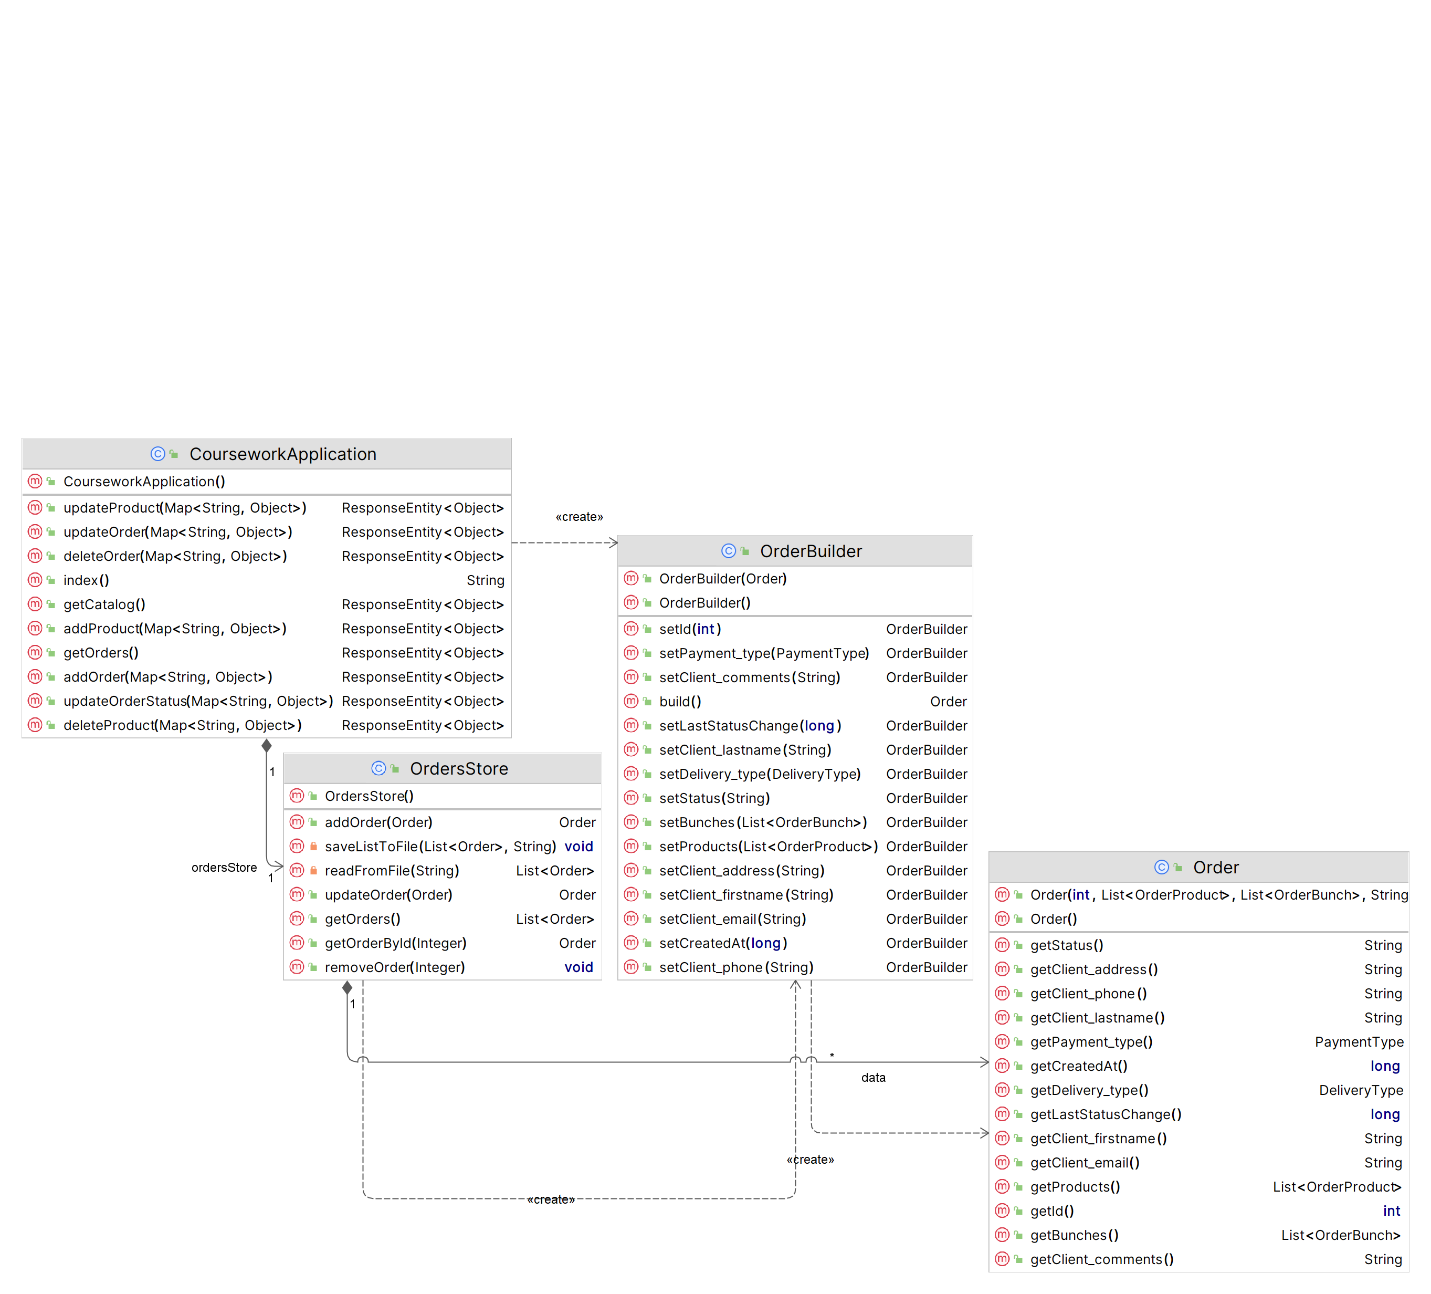 CourseworkApplication
CourseworkApplication()
updateProduct(Map<String, Object>) ResponseEntity<Object>
updateOrder(Map<String, Object>) ResponseEntity<Object>
deleteOrder(Map<String, Object>) ResponseEntity<Object>
index() String
getCatalog() ResponseEntity<Object>
addProduct(Map<String, Object>) ResponseEntity<Object>
getOrders() ResponseEntity<Object>
addOrder(Map<String, Object>) ResponseEntity<Object>
updateOrderStatus(Map<String, Object>) ResponseEntity<Object>
deleteProduct(Map<String, Object>) ResponseEntity<Object>
«create»
1
ordersStore
1
OrdersStore
OrdersStore()
addOrder(Order) Order
saveListToFile(List<Order>, String) void
readFromFile(String) List<Order>
updateOrder(Order) Order
getOrders() List<Order>
getOrderById(Integer) Order
removeOrder(Integer) void
OrderBuilder
OrderBuilder(Order)
OrderBuilder()
setId(int) OrderBuilder
setPayment_type(PaymentType) OrderBuilder
setClient_comments(String) OrderBuilder
build() Order
setLastStatusChange(long) OrderBuilder
setClient_lastname(String) OrderBuilder
setDelivery_type(DeliveryType) OrderBuilder
setStatus(String) OrderBuilder
setBunches(List<OrderBunch>) OrderBuilder
setProducts(List<OrderProduct>) OrderBuilder
setClient_address(String) OrderBuilder
setClient_firstname(String) OrderBuilder
setClient_email(String) OrderBuilder
setCreatedAt(long) OrderBuilder
setClient_phone(String) OrderBuilder
1
*
data
«create»
«create»
Order
Order(int, List<OrderProduct>, List<OrderBunch>, String
Order()
getStatus() String
getClient_address() String
getClient_phone() String
getClient_lastname() String
getPayment_type() PaymentType
getCreatedAt() long
getDelivery_type() DeliveryType
getLastStatusChange() long
getClient_firstname() String
getClient_email() String
getProducts() List<OrderProduct>
getId() int
getBunches() List<OrderBunch>
getClient_comments() String